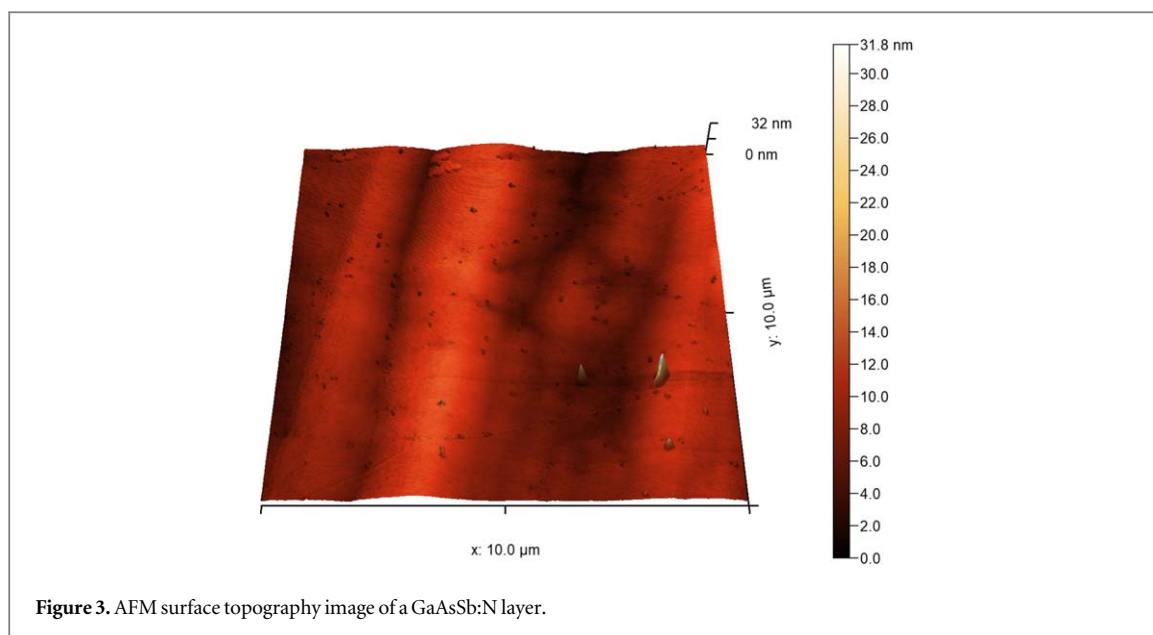 31.8 nm
30.0
28.0
26.0
24.0
22.0
20.0
18.0
16.0
14.0
12.0
10.0
8.0
6.0
4.0
2.0
0.0
32 nm
0 nm
y: 10.0 µm
x: 10.0 µm
Figure 3. AFM surface topography image of a GaAsSb:N layer.